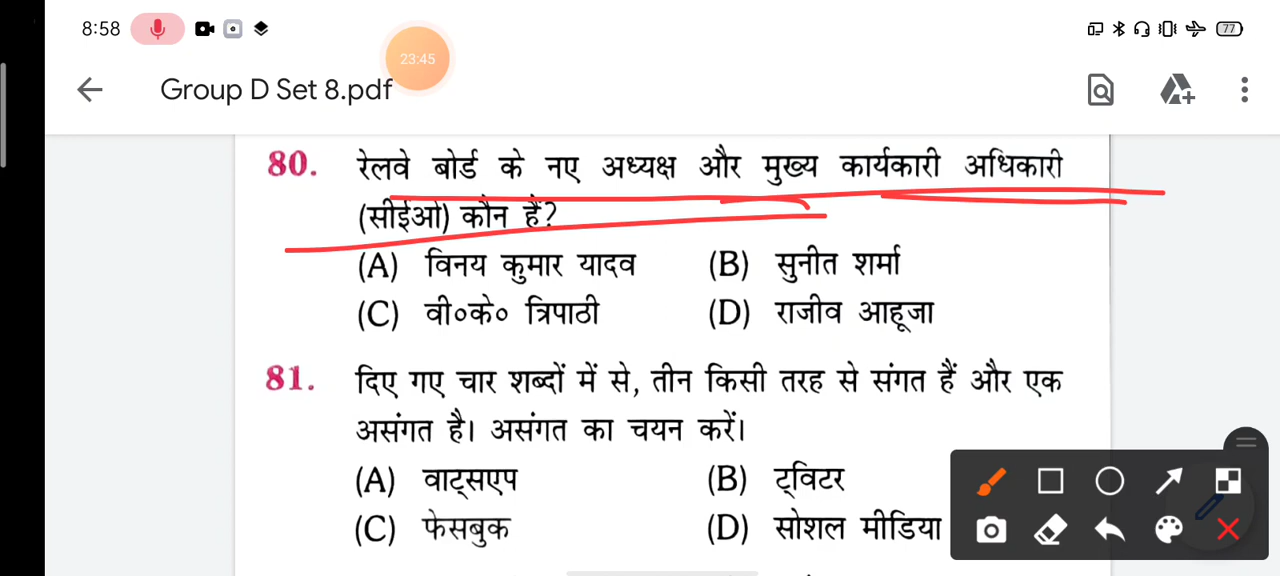 8:58
77
23:45
Group D Set 8.pdf
80. रेलवे बोर्ड के नए अध्यक्ष और मुख्य कार्यकारी अधिकारी
(सीईओ) कौन हैं?
(A) विनय कुमार यादव (B) सुनीत शर्मा
(C) वी०के० त्रिपाठी (D) राजीव आहूजा
81. दिए गए चार शब्दों में से, तीन किसी तरह से संगत हैं और एक
असंगत है। असंगत का चयन करें।
(A) वाट्सएप (B) ट्विटर
(C) फेसबुक (D) सोशल मीडिया